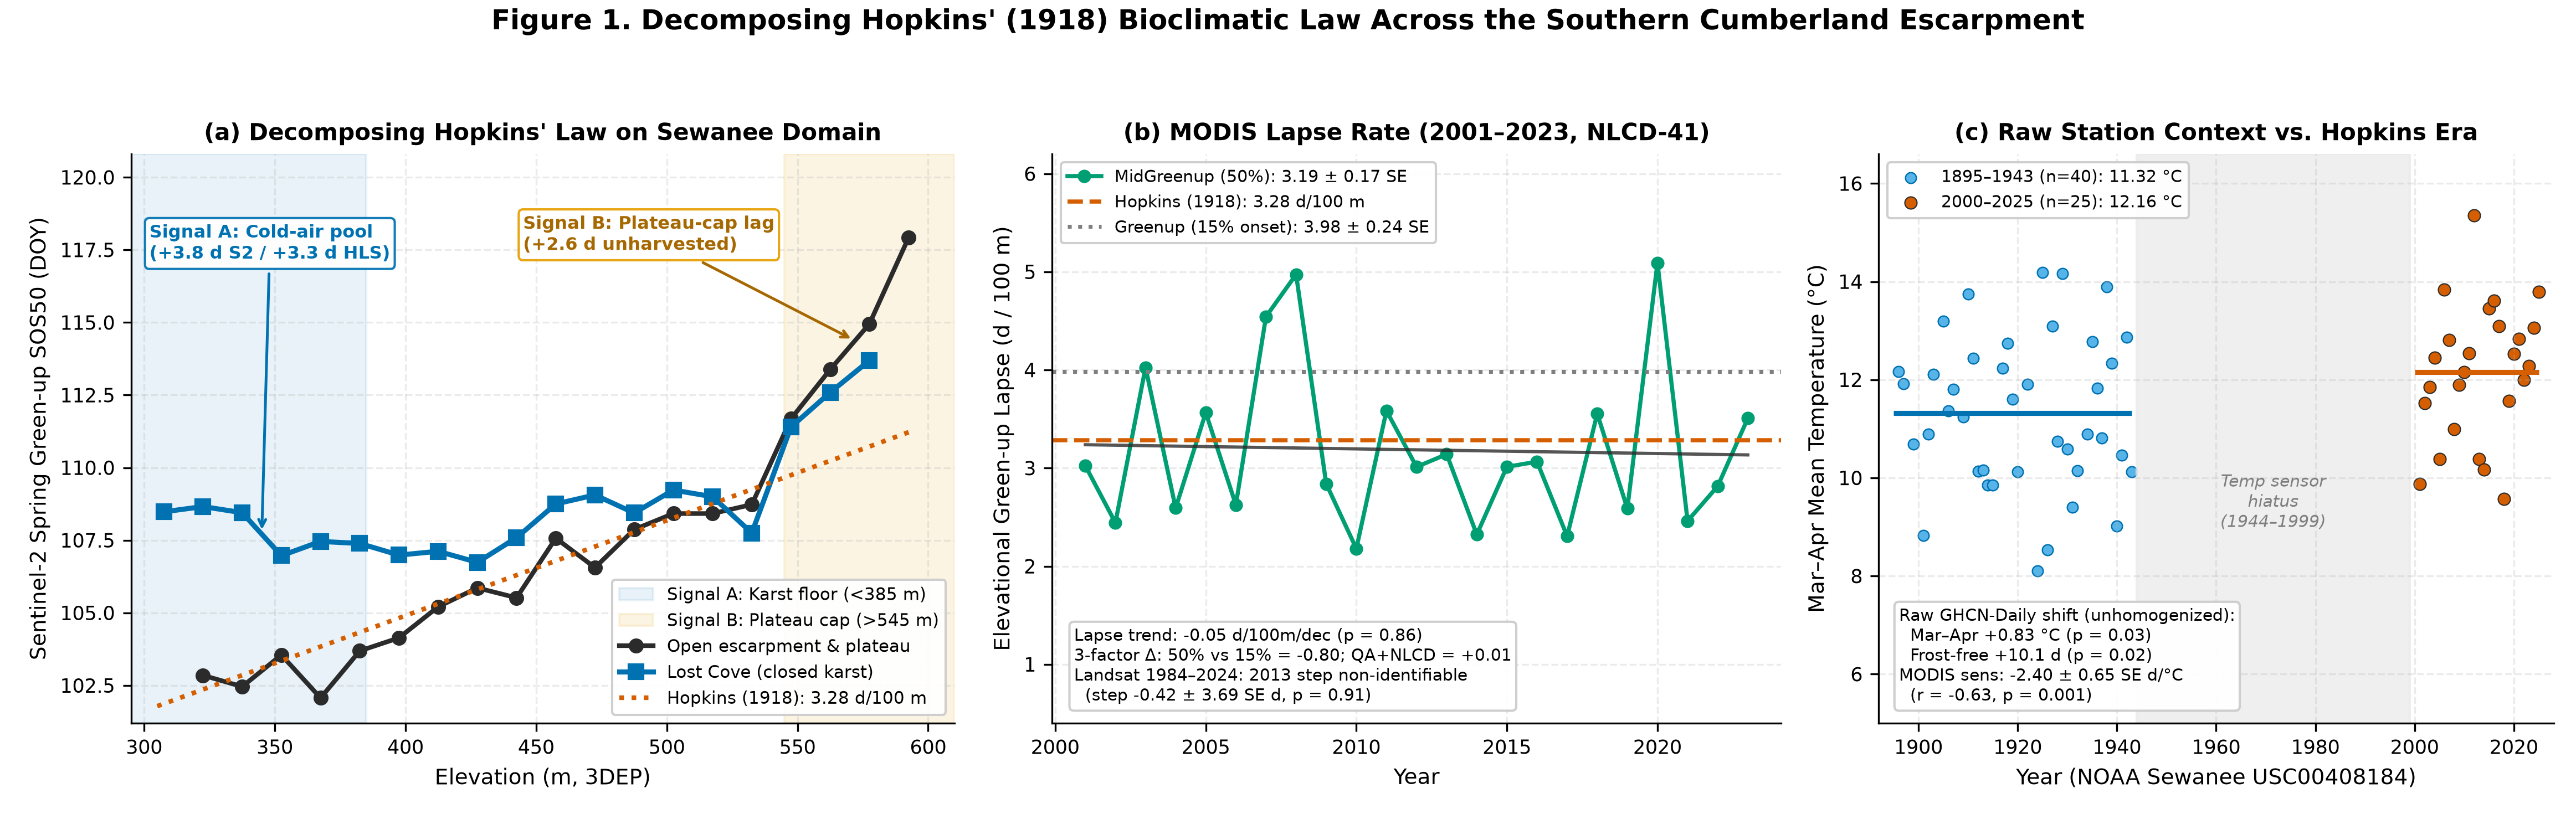 Figure 1. Decomposing Hopkins' (1918) Bioclimatic Law Across the Southern Cumberland Escarpment
(a) Decomposing Hopkins' Law on Sewanee Domain
Sentinel-2 Spring Green-up SOS50 (DOY)
120.0
117.5
115.0
112.5
110.0
107.5
105.0
102.5
Signal A: Cold-air pool
(+3.8 d S2 / +3.3 d HLS)
Signal B: Plateau-cap lag
(+2.6 d unharvested)
Signal A: Karst floor (<385 m)
Signal B: Plateau cap (>545 m)
Open escarpment & plateau
Lost Cove (closed karst)
Hopkins (1918): 3.28 d/100 m
300 350 400 450 500 550 600
Elevation (m, 3DEP)
(b) MODIS Lapse Rate (2001–2023, NLCD-41)
Elevational Green-up Lapse (d / 100 m)
6
5
4
3
2
1
MidGreenup (50%): 3.19 ± 0.17 SE
Hopkins (1918): 3.28 d/100 m
Greenup (15% onset): 3.98 ± 0.24 SE
Lapse trend: -0.05 d/100m/dec (p = 0.86)
3-factor Δ: 50% vs 15% = -0.80; QA+NLCD = +0.01
Landsat 1984–2024: 2013 step non-identifiable
(step -0.42 ± 3.69 SE d, p = 0.91)
2000 2005 2010 2015 2020
Year
(c) Raw Station Context vs. Hopkins Era
Mar–Apr Mean Temperature (°C)
16
14
12
10
8
6
1895–1943 (n=40): 11.32 °C
2000–2025 (n=25): 12.16 °C
Temp sensor
hiatus
(1944–1999)
Raw GHCN-Daily shift (unhomogenized):
Mar–Apr +0.83 °C (p = 0.03)
Frost-free +10.1 d (p = 0.02)
MODIS sens: -2.40 ± 0.65 SE d/°C
(r = -0.63, p = 0.001)
1900 1920 1940 1960 1980 2000 2020
Year (NOAA Sewanee USC00408184)